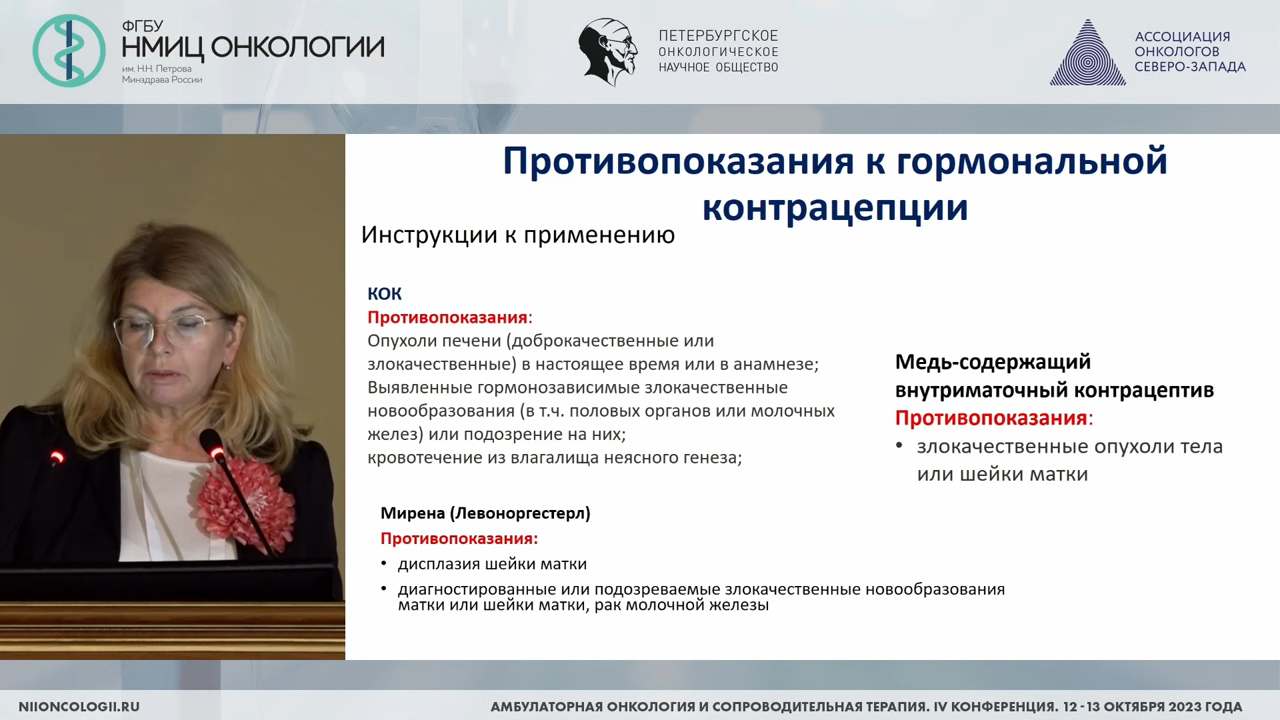 ФГБУ
НМИЦ ОНКОЛОГИИ
им. Н.Н. Петрова
Минздрава России
ПЕТЕРБУРГСКОЕ
ОНКОЛОГИЧЕСКОЕ
НАУЧНОЕ ОБЩЕСТВО
АССОЦИАЦИЯ
ОНКОЛОГОВ
СЕВЕРО-ЗАПАДА
Противопоказания к гормональной
контрацепции
Инструкции к применению
КОК
Противопоказания:
Опухоли печени (доброкачественные или
злокачественные) в настоящее время или в анамнезе;
Выявленные гормонозависимые злокачественные
новообразования (в т.ч. половых органов или молочных
желез) или подозрение на них;
кровотечение из влагалища неясного генеза;
Медь-содержащий
внутриматочный контрацептив
Противопоказания:
• злокачественные опухоли тела
или шейки матки
Мирена (Левоноргестерл)
Противопоказания:
• дисплазия шейки матки
• диагностированные или подозреваемые злокачественные новообразования
матки или шейки матки, рак молочной железы
NIIONCOLOGII.RU
АМБУЛАТОРНАЯ ОНКОЛОГИЯ И СОПРОВОДИТЕЛЬНАЯ ТЕРАПИЯ. IV КОНФЕРЕНЦИЯ. 12 - 13 ОКТЯБРЯ 2023 ГОДА